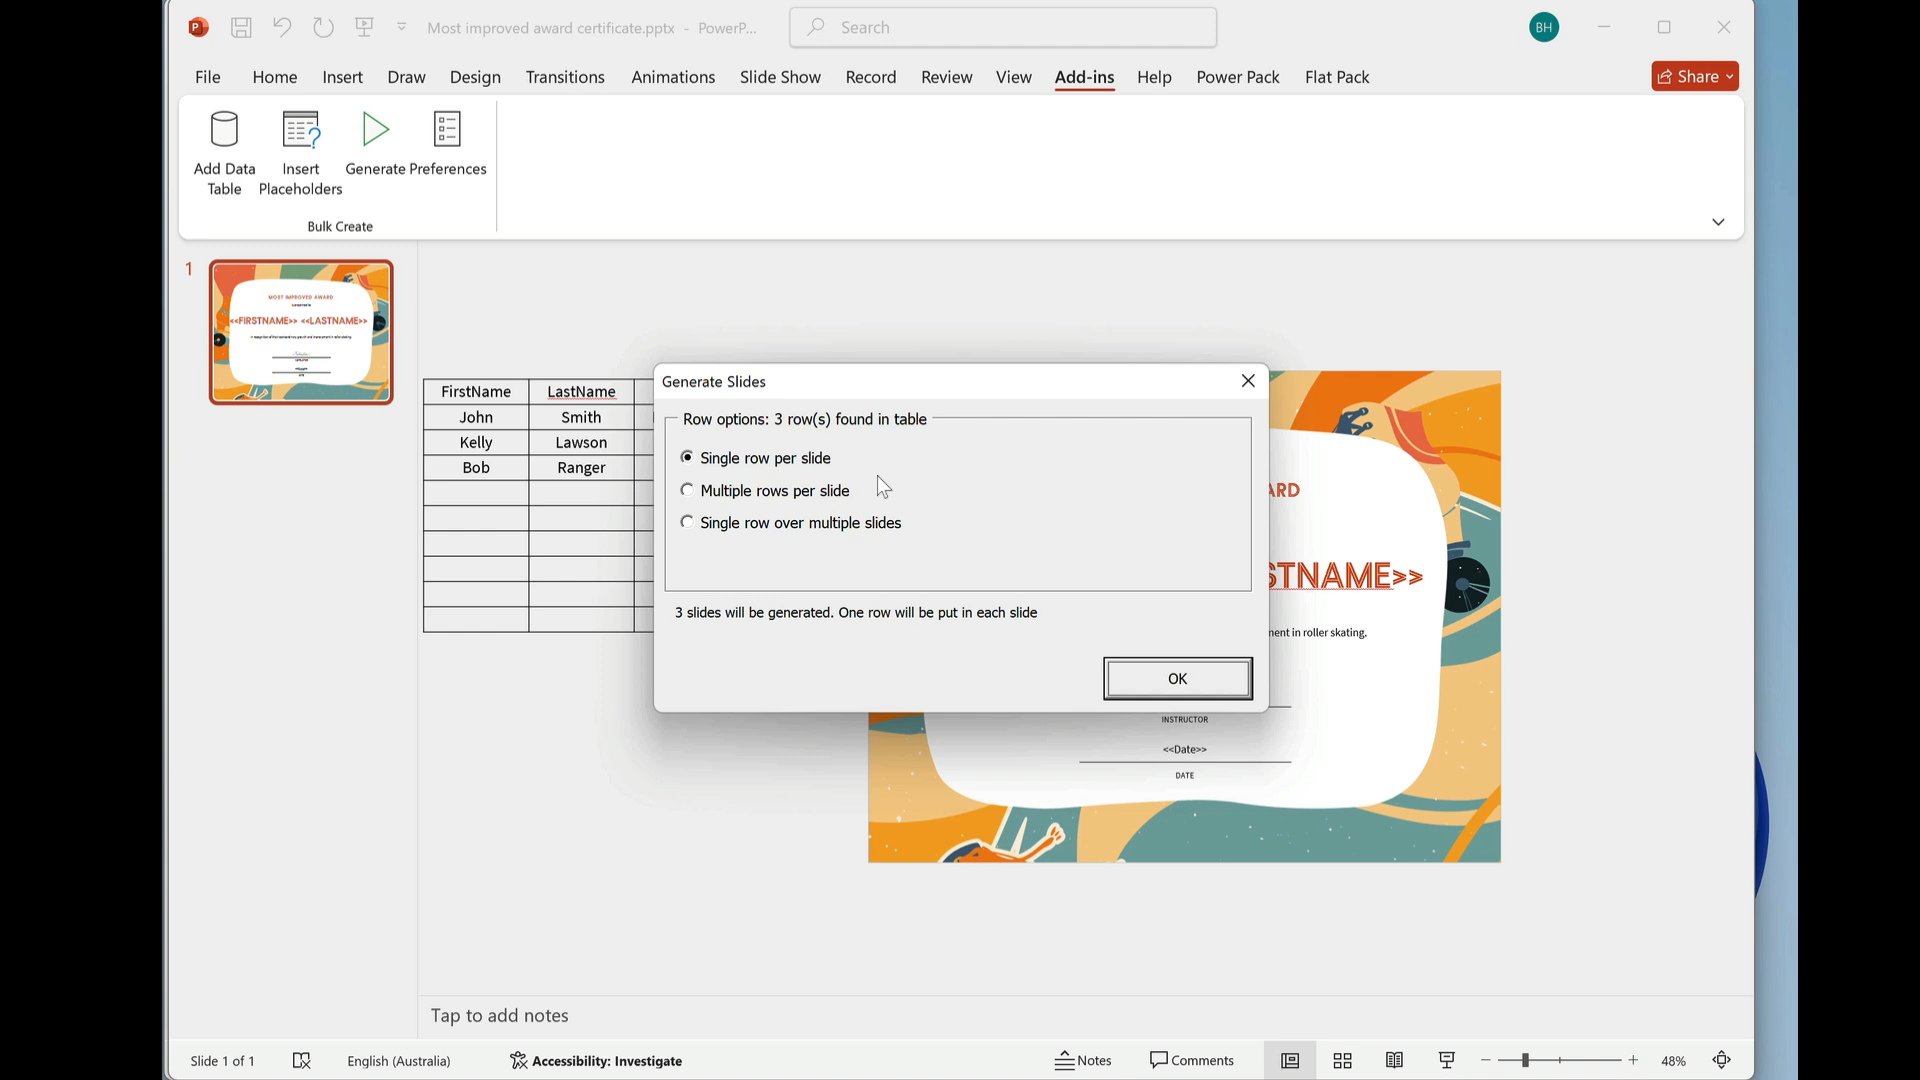 Most improved award certificate.pptx - PowerP...
Search
BH
File Home Insert Draw Design Transitions Animations Slide Show Record Review View Add-ins Help Power Pack Flat Pack
Share
Add Data Table
Insert Placeholders
Generate
Preferences
Bulk Create
1
MOST IMPROVED AWARD
<<FIRSTNAME>> <<LASTNAME>>
FirstName LastName
John Smith
Kelly Lawson
Bob Ranger
Generate Slides
Row options: 3 row(s) found in table
Single row per slide
Multiple rows per slide
Single row over multiple slides
3 slides will be generated. One row will be put in each slide
OK
ARD
STNAME>>
nent in roller skating.
INSTRUCTOR
<<Date>>
DATE
Tap to add notes
Slide 1 of 1
English (Australia)
Accessibility: Investigate
Notes
Comments
48%